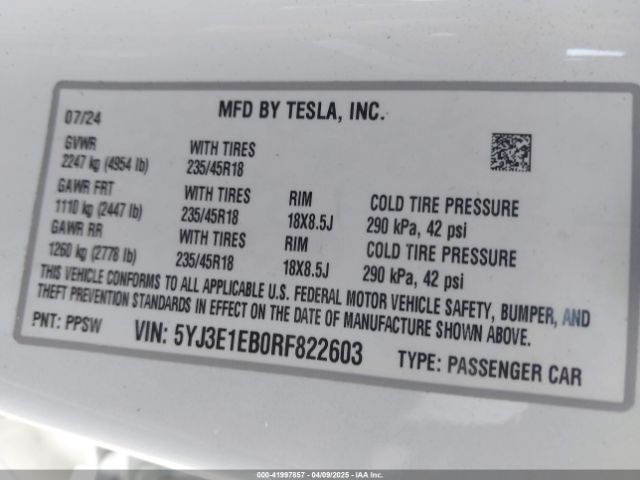 MFD BY TESLA, INC.
07/24
GVWR
2247 kg (4954 lb) WITH TIRES 235/45R18
GAWR FRT
1110 kg (2447 lb) WITH TIRES 235/45R18 RIM 18X8.5J COLD TIRE PRESSURE 290 kPa, 42 psi
GAWR RR
1260 kg (2778 lb) WITH TIRES 235/45R18 RIM 18X8.5J COLD TIRE PRESSURE 290 kPa, 42 psi
THIS VEHICLE CONFORMS TO ALL APPLICABLE U.S. FEDERAL MOTOR VEHICLE SAFETY, BUMPER, AND
THEFT PREVENTION STANDARDS IN EFFECT ON THE DATE OF MANUFACTURE SHOWN ABOVE.
PNT: PPSW VIN: 5YJ3E1EB0RF822603 TYPE: PASSENGER CAR
000-41997857 - 04/09/2025 - IAAI.COM